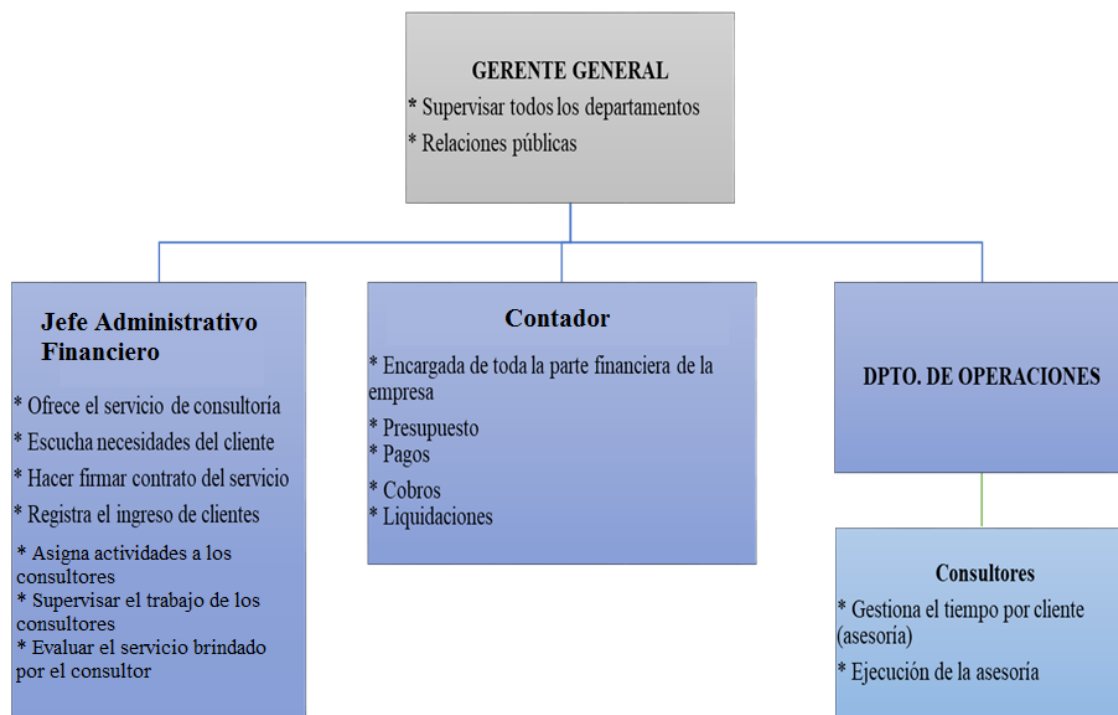 GERENTE GENERAL
* Supervisar todos los departamentos
* Relaciones públicas
Jefe Administrativo
Financiero
* Ofrece el servicio de consultoría
* Escucha necesidades del cliente
* Hacer firmar contrato del servicio
* Registra el ingreso de clientes
* Asigna actividades a los
consultores
* Supervisar el trabajo de los
consultores
* Evaluar el servicio brindado
por el consultor
Contador
* Encargada de toda la parte financiera de la
empresa
* Presupuesto
* Pagos
* Cobros
* Liquidaciones
DPTO. DE OPERACIONES
Consultores
* Gestiona el tiempo por cliente
(asesoría)
* Ejecución de la asesoría